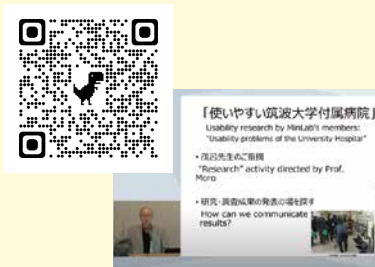 「使いやすい筑波大学付属病院」
Usability research by MinLab's members:
"Usability problems of the University Hospital"
・茂呂先生のご指摘
"Research" activity directed by Prof.
Moro
・研究・調査成果の発表の場を探す
How can we communicate
results?